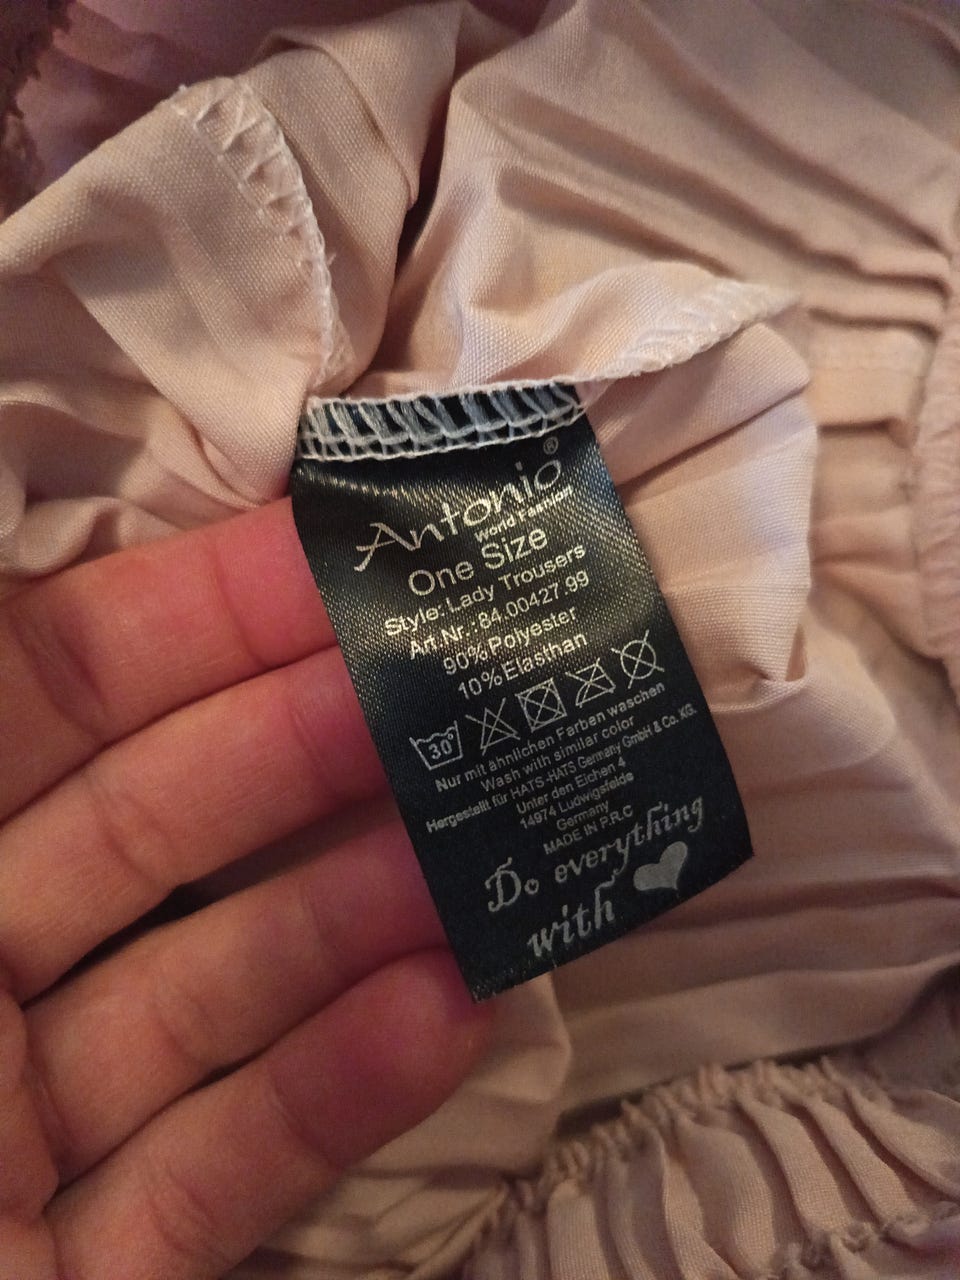 Antonio®
World Fashion
One Size
Style:Lady Trousers
Art.Nr.:84.00427.99
90%Polyester
10%Elasthan
30°
Nur mit ähnlichen Farben waschen
Wash with similar color
Hergestellt für HATS-HATS Germany GmbH & Co. KG.
Unter den Eichen 4
14974 Ludwigsfelde
Germany
MADE IN P.R.C
Do everything
with